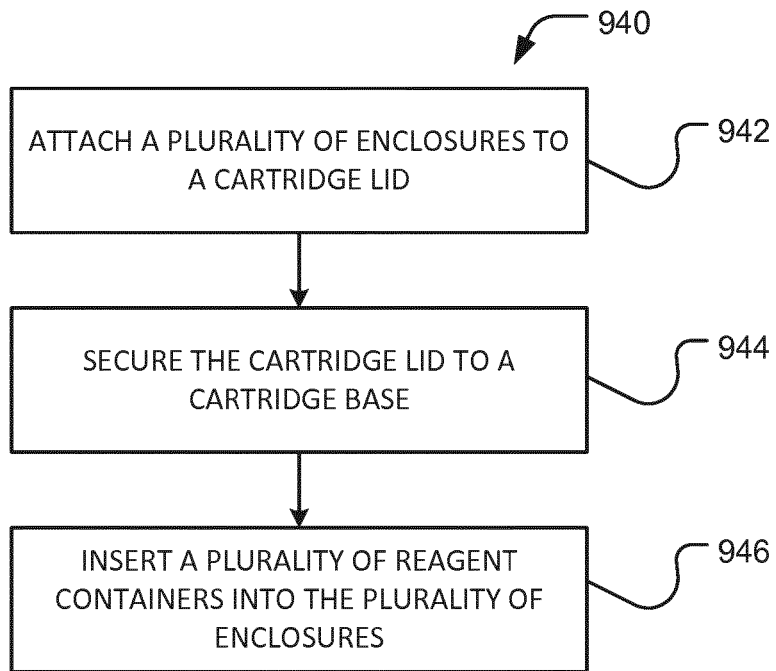 940
ATTACH A PLURALITY OF ENCLOSURES TO
A CARTRIDGE LID
942
SECURE THE CARTRIDGE LID TO A
CARTRIDGE BASE
944
INSERT A PLURALITY OF REAGENT
CONTAINERS INTO THE PLURALITY OF
ENCLOSURES
946